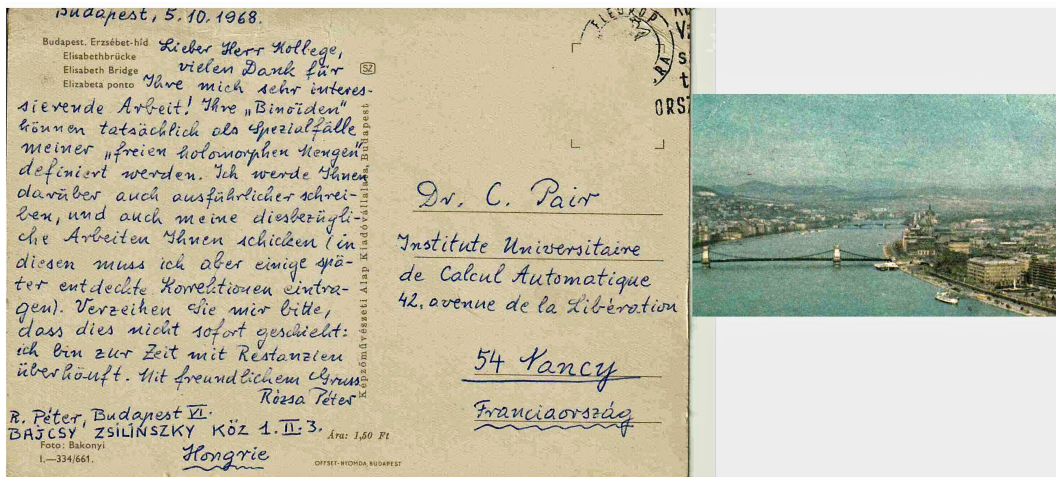 Budapest, 5.10.1968.
Budapest. Erzsébet-híd
Elisabethbrücke
Elisabeth Bridge
Elizabeta ponto
Lieber Herr Kollege,
vielen Dank für
Ihre mich sehr interes-
sierende Arbeit! Ihre „Binoïden"
können tatsächlich als Spezialfälle
meiner „freien holomorphen Mengen"
definiert werden. Ich werde Ihnen
darüber auch ausführlicher schrei-
ben, und auch meine diesbezügli-
che Arbeiten Ihnen schicken (in
diesen muss ich aber einige spä-
ter entdeckte Korrektionen eintra-
gen). Verzeihen Sie mir bitte,
dass dies nicht sofort geschieht:
ich bin zur Zeit mit Restanzien
überhäuft. Mit freundlichem Gruss
Rózsa Péter
R. Péter, Budapest VI.
BAJCSY ZSILINSZKY KÖZ 1. II. 3.
Hongrie
Foto: Bakonyi
I.—334/661.
Ára: 1,50 Ft
OFFSET-NYOMDA, BUDAPEST
Képzőművészeti Alap Kiadóvállalata, Budapest
SZ
ORSZ
Dr. C. Pair
Institute Universitaire
de Calcul Automatique
42, avenue de la Libération
54 Nancy
Franciaország